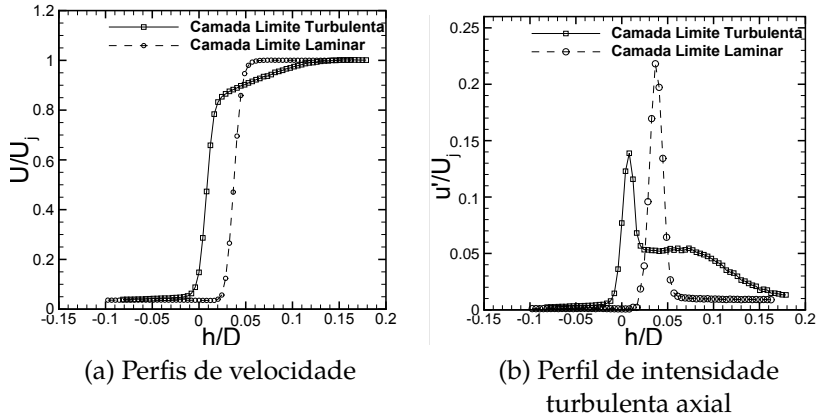 1.2
1
0.8
0.6
0.4
0.2
0
U/Uj
Camada Limite Turbulenta
Camada Limite Laminar
-0.15 -0.1 -0.05 0 0.05 0.1 0.15 0.2
h/D
(a) Perfis de velocidade
0.25
0.2
0.15
0.1
0.05
0
u'/Uj
Camada Limite Turbulenta
Camada Limite Laminar
-0.15 -0.1 -0.05 0 0.05 0.1 0.15 0.2
h/D
(b) Perfil de intensidade
turbulenta axial